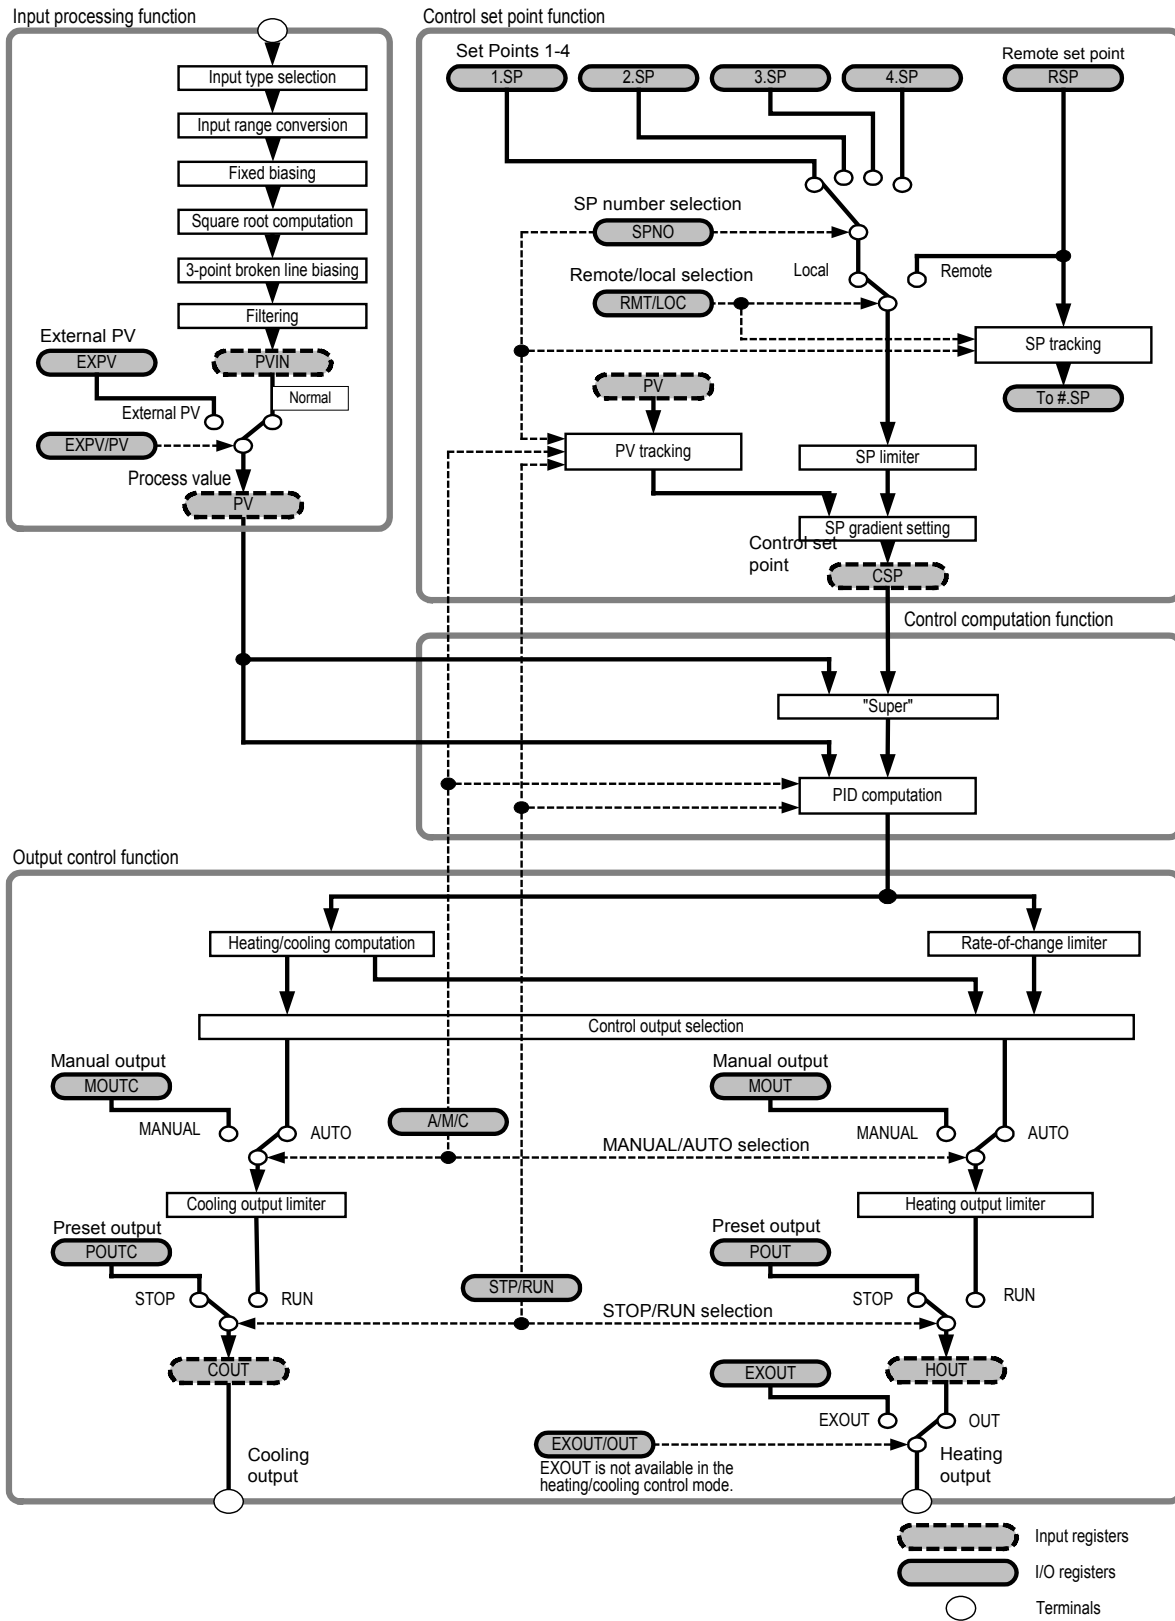 Input processing function
Input type selection
Input range conversion
Fixed biasing
Square root computation
3-point broken line biasing
Filtering
External PV
EXPV
PVIN
Normal
External PV
EXPV/PV
Process value
PV
Control set point function
Set Points 1-4
1.SP
2.SP
3.SP
4.SP
Remote set point
RSP
SP number selection
SPNO
Local
Remote
Remote/local selection
RMT/LOC
SP tracking
To #.SP
PV
PV tracking
SP limiter
SP gradient setting
Control set
point
CSP
Control computation function
"Super"
PID computation
Output control function
Heating/cooling computation
Rate-of-change limiter
Control output selection
Manual output
MOUTC
MANUAL
AUTO
A/M/C
Manual output
MOUT
MANUAL
AUTO
MANUAL/AUTO selection
Cooling output limiter
Heating output limiter
Preset output
POUTC
STOP
RUN
STP/RUN
Preset output
POUT
STOP
RUN
STOP/RUN selection
COUT
HOUT
EXOUT
EXOUT
OUT
EXOUT/OUT
EXOUT is not available in the
heating/cooling control mode.
Cooling
output
Heating
output
Input registers
I/O registers
Terminals